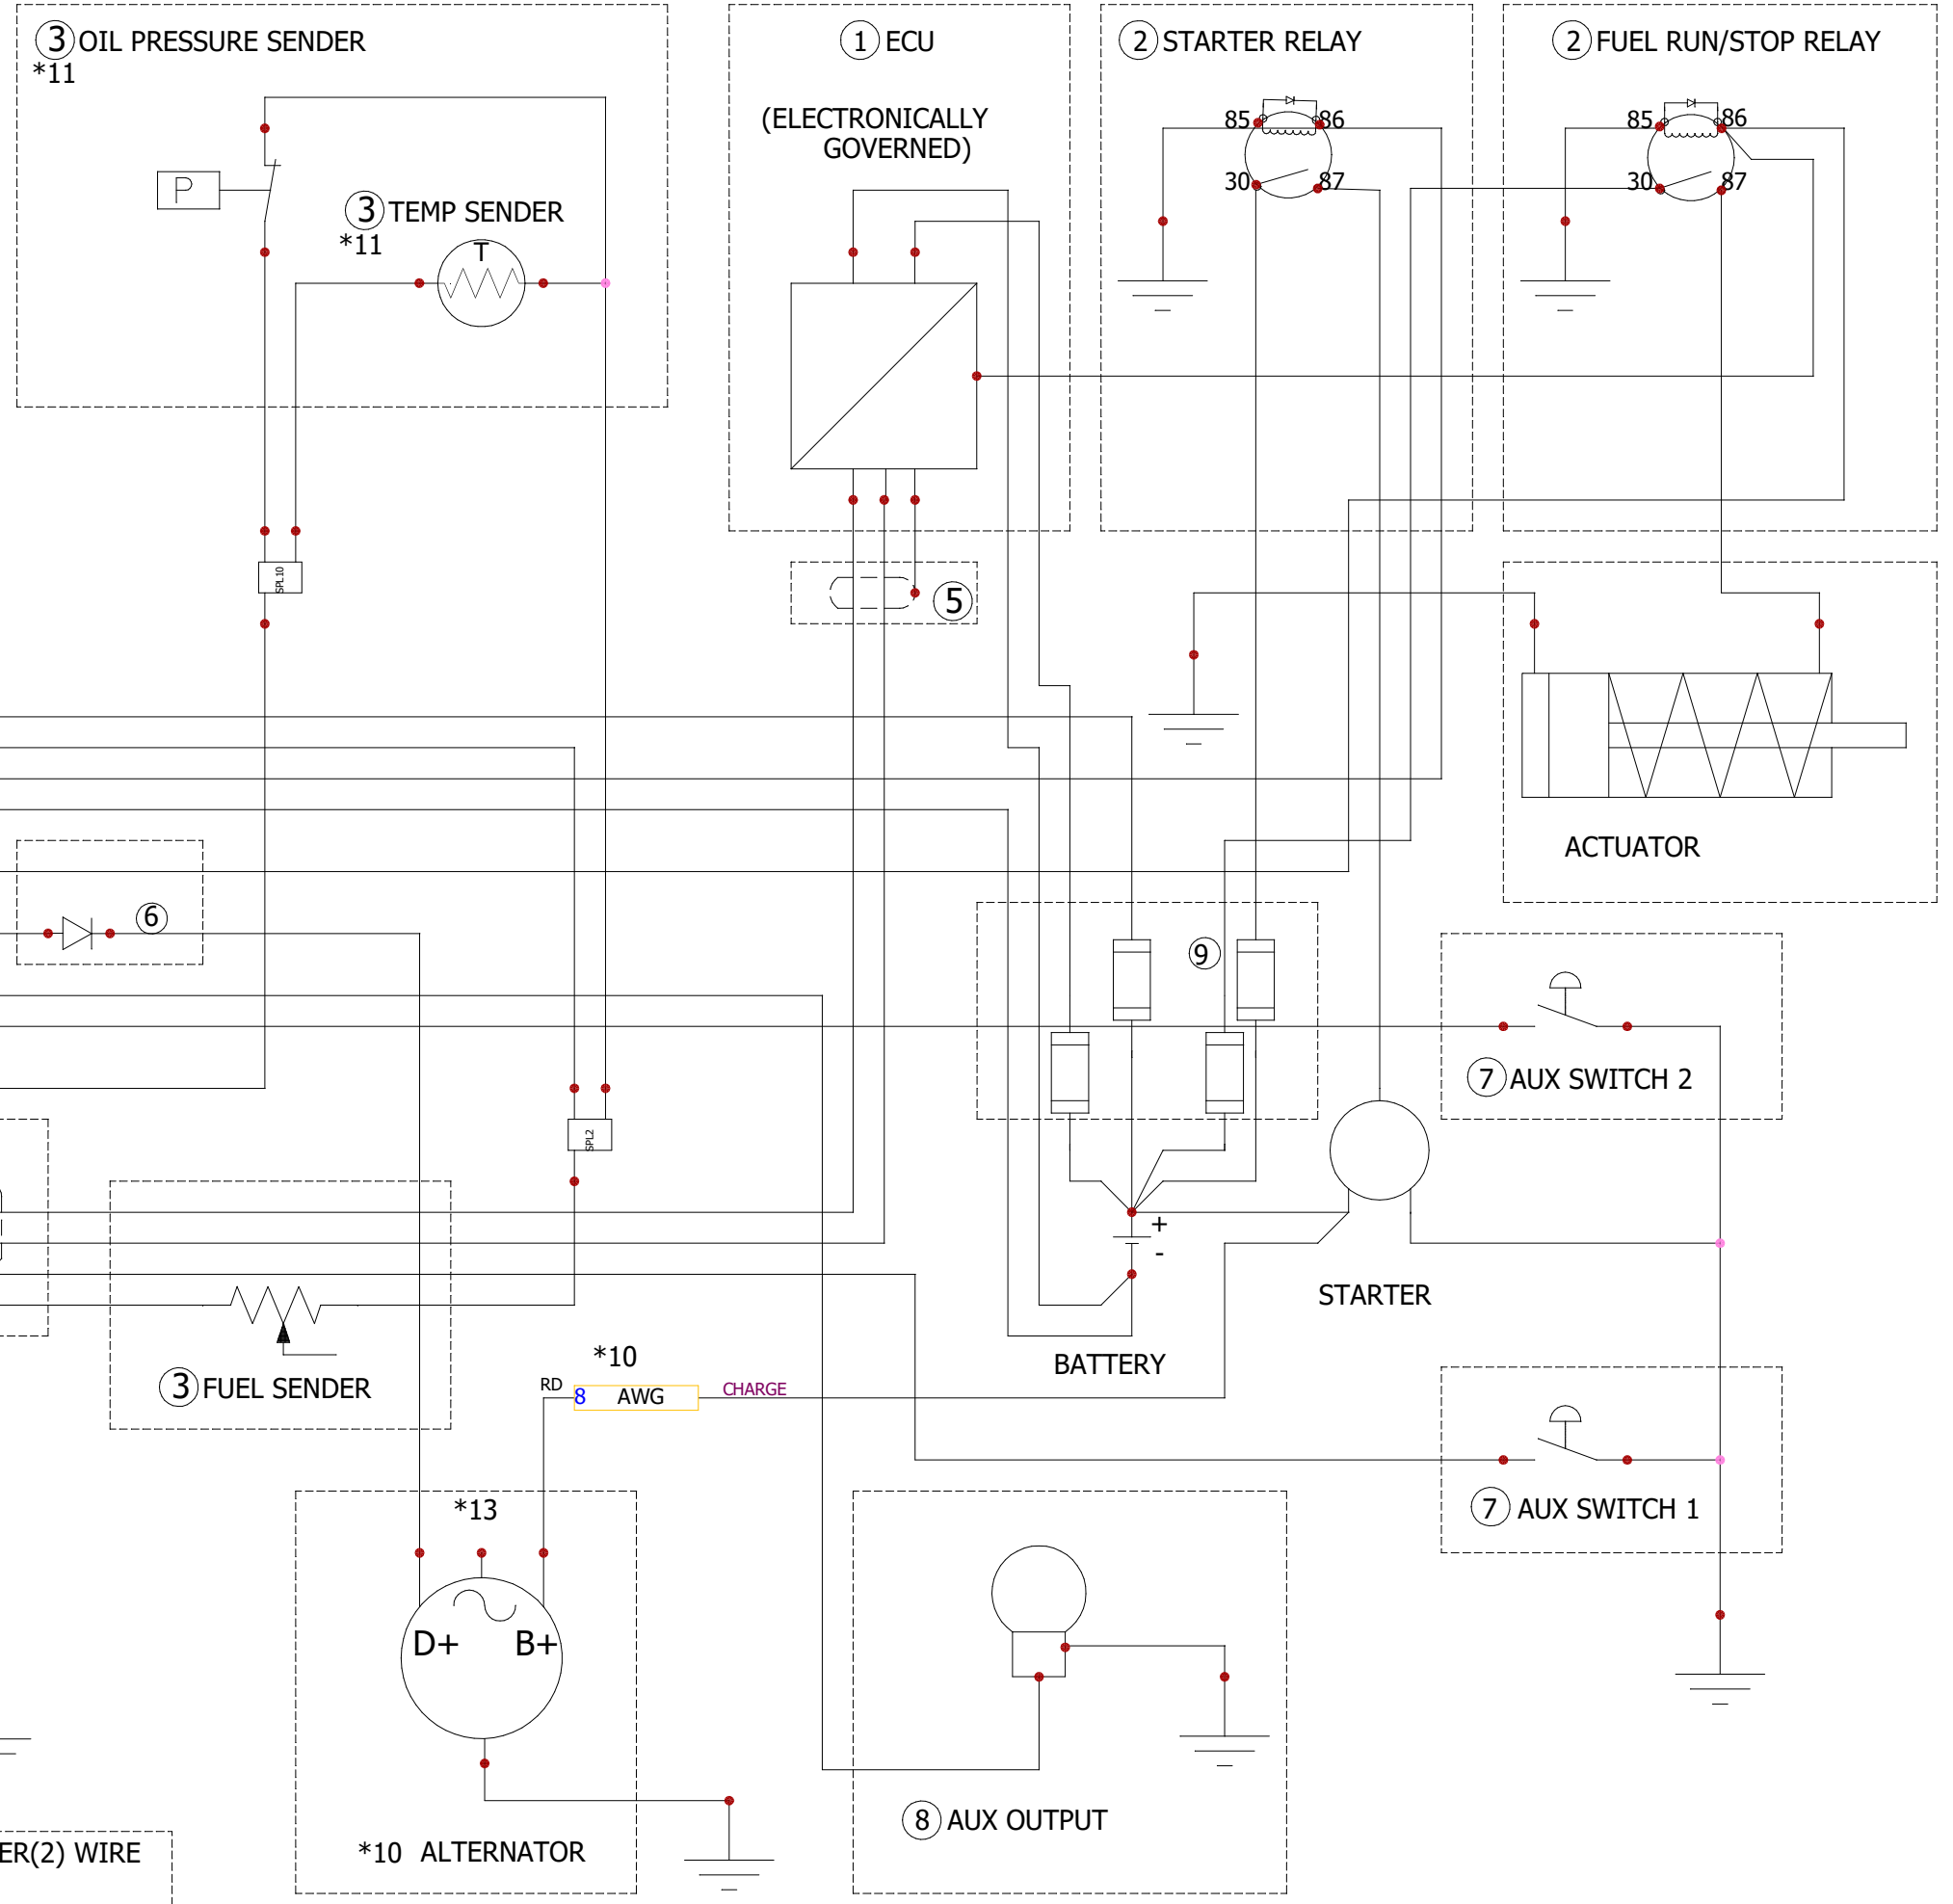 3 OIL PRESSURE SENDER
*11
P
3 TEMP SENDER
*11
T
1 ECU
(ELECTRONICALLY
GOVERNED)
2 STARTER RELAY
85 86
30 87
2 FUEL RUN/STOP RELAY
85 86
30 87
SPL10
5
ACTUATOR
6
9
7 AUX SWITCH 2
SPL2
+
-
STARTER
BATTERY
3 FUEL SENDER
*10
RD 8 AWG CHARGE
7 AUX SWITCH 1
*13
D+ B+
*10 ALTERNATOR
8 AUX OUTPUT
ER(2) WIRE